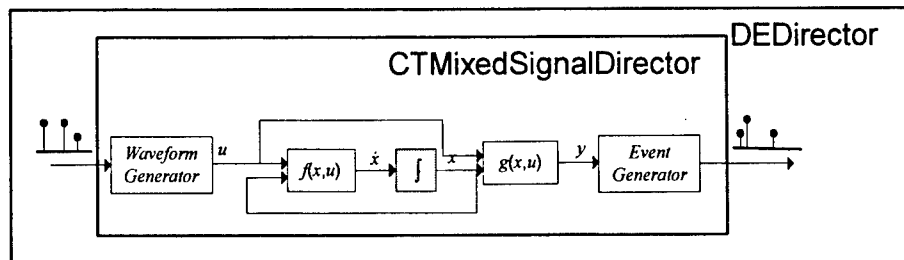 DEDirector
CTMixedSignalDirector
Waveform
Generator
u
f(x,u)
ẋ
∫
x
g(x,u)
y
Event
Generator